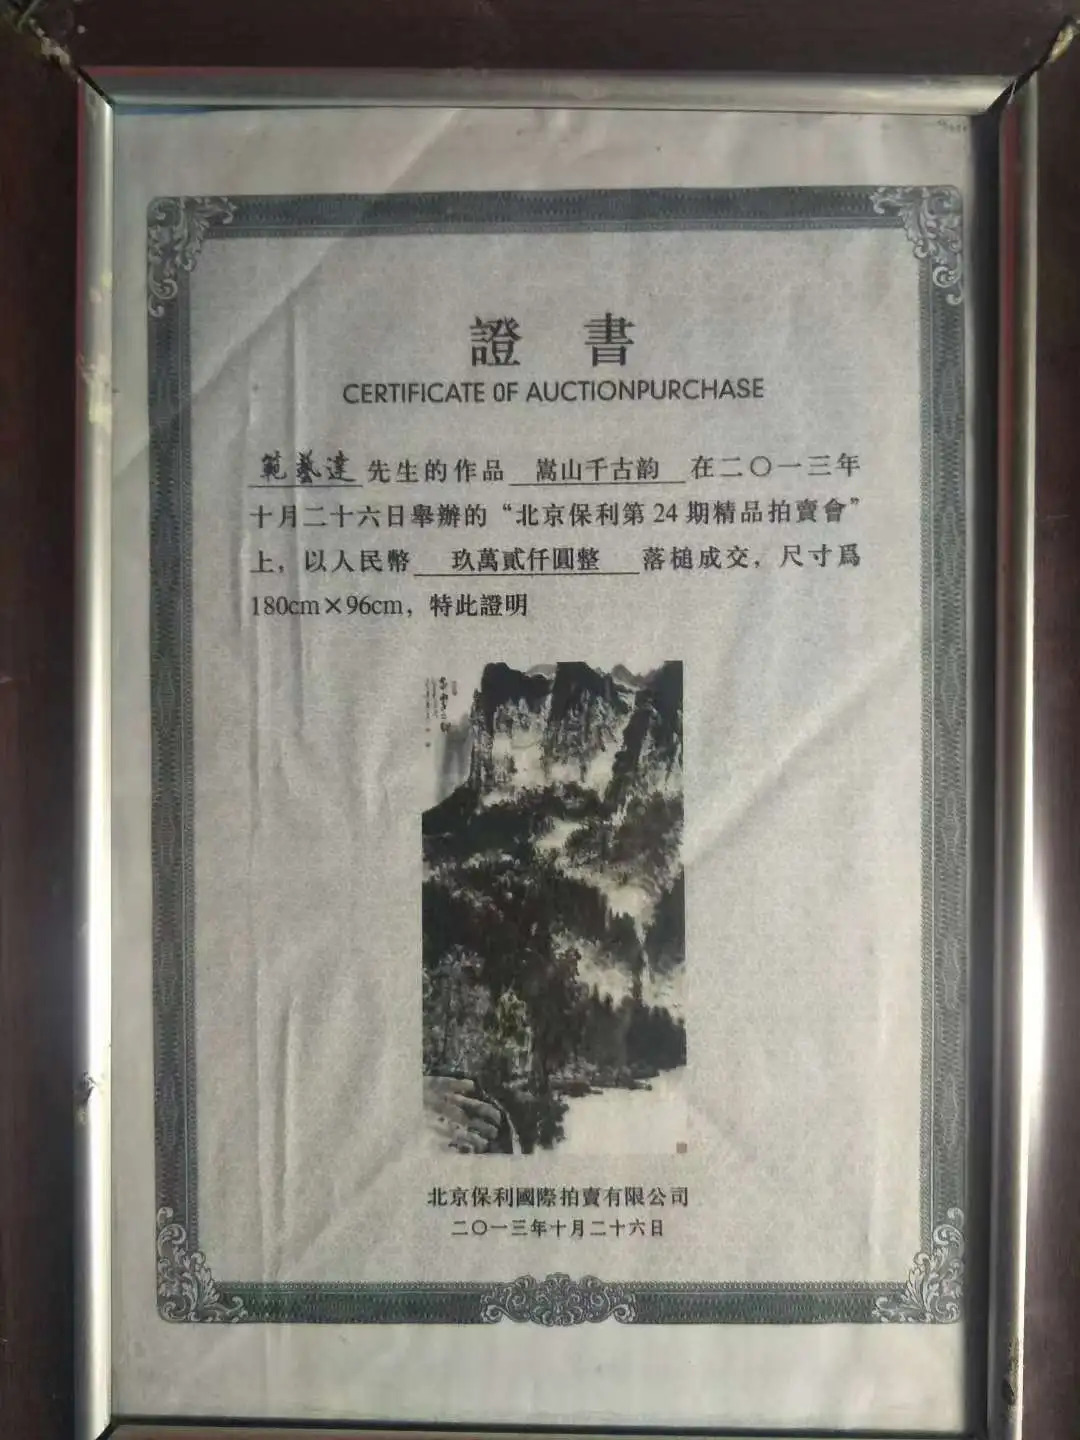 證書
CERTIFICATE OF AUCTIONPURCHASE
範藝達先生的作品 嵩山千古韵 在二〇一三年
十月二十六日舉辦的“北京保利第24期精品拍賣會”
上，以人民幣 玖萬貳仟圓整 落槌成交，尺寸爲
180cm×96cm，特此證明
北京保利國際拍賣有限公司
二〇一三年十月二十六日